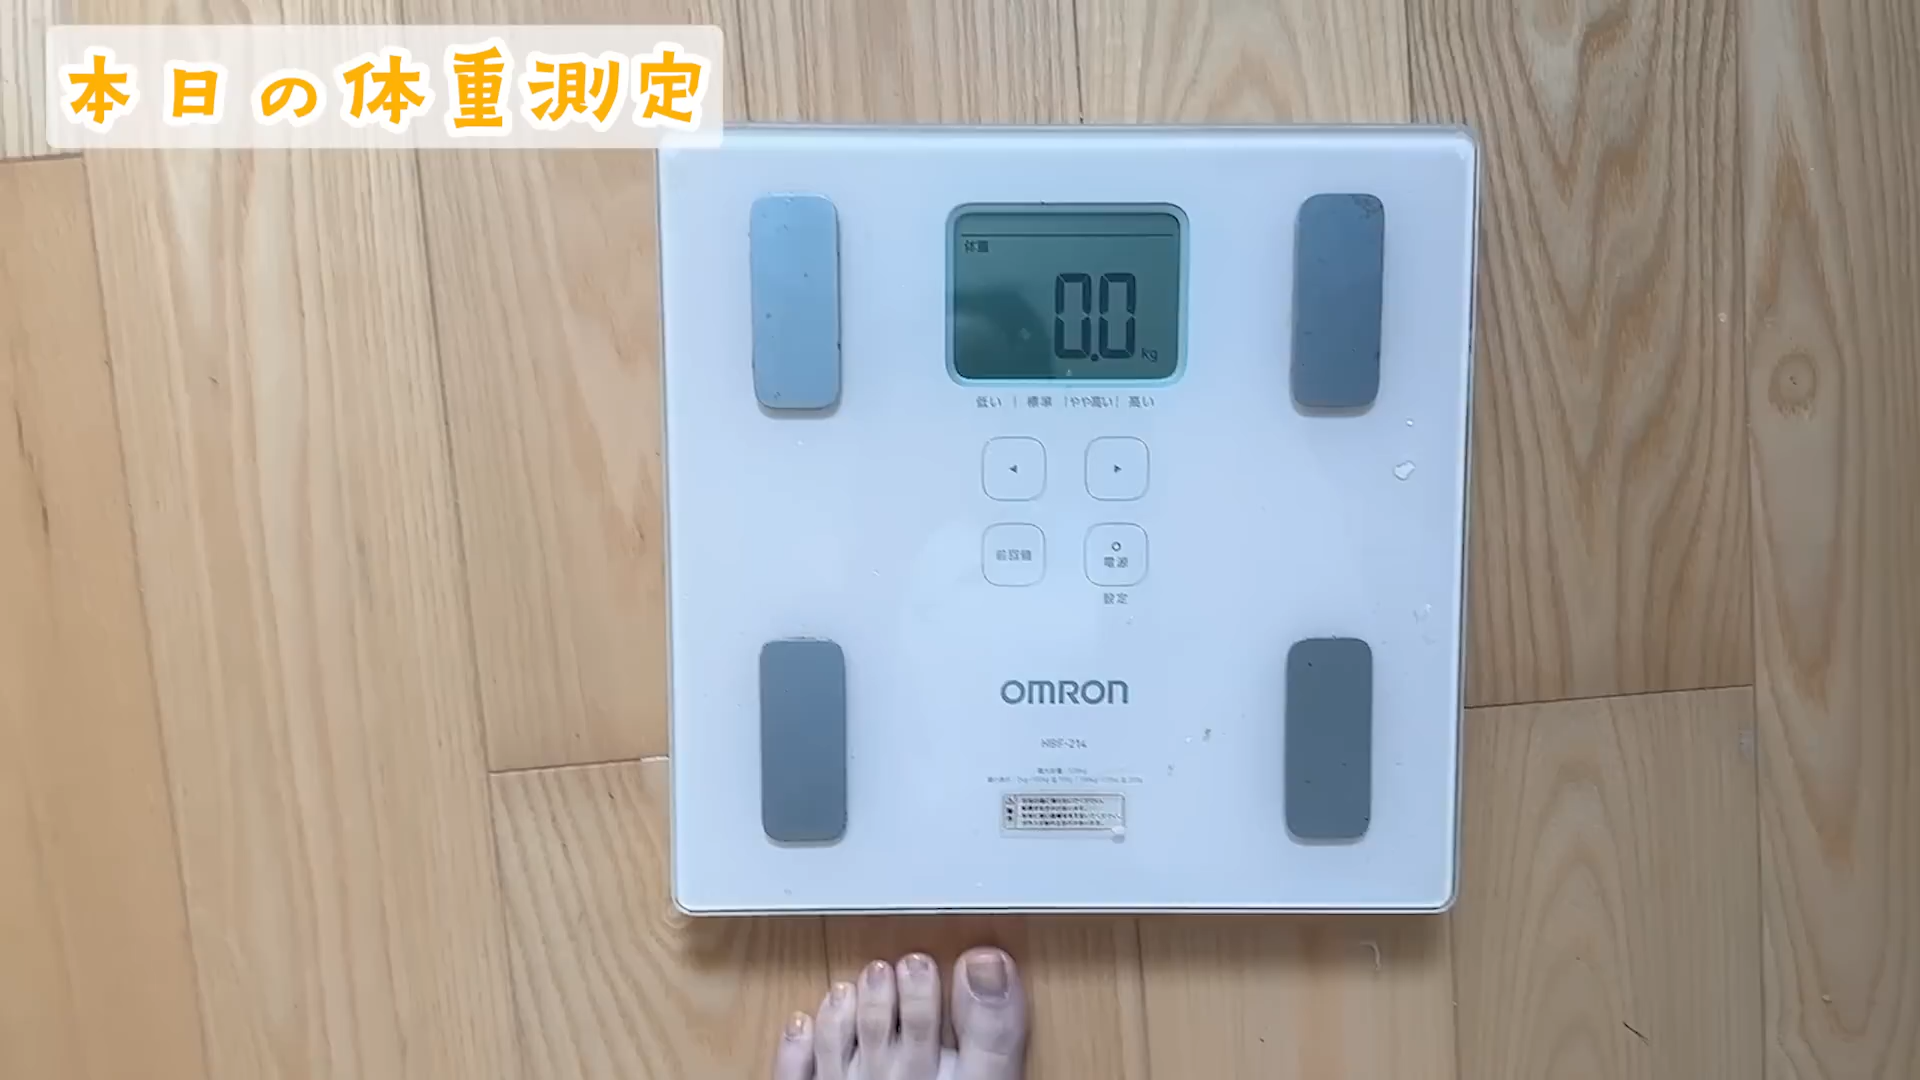 本日の体重測定
体重
0.0 kg
低い | 標準 | やや高い | 高い
前回値
電源
設定
OMRON
HBF-214